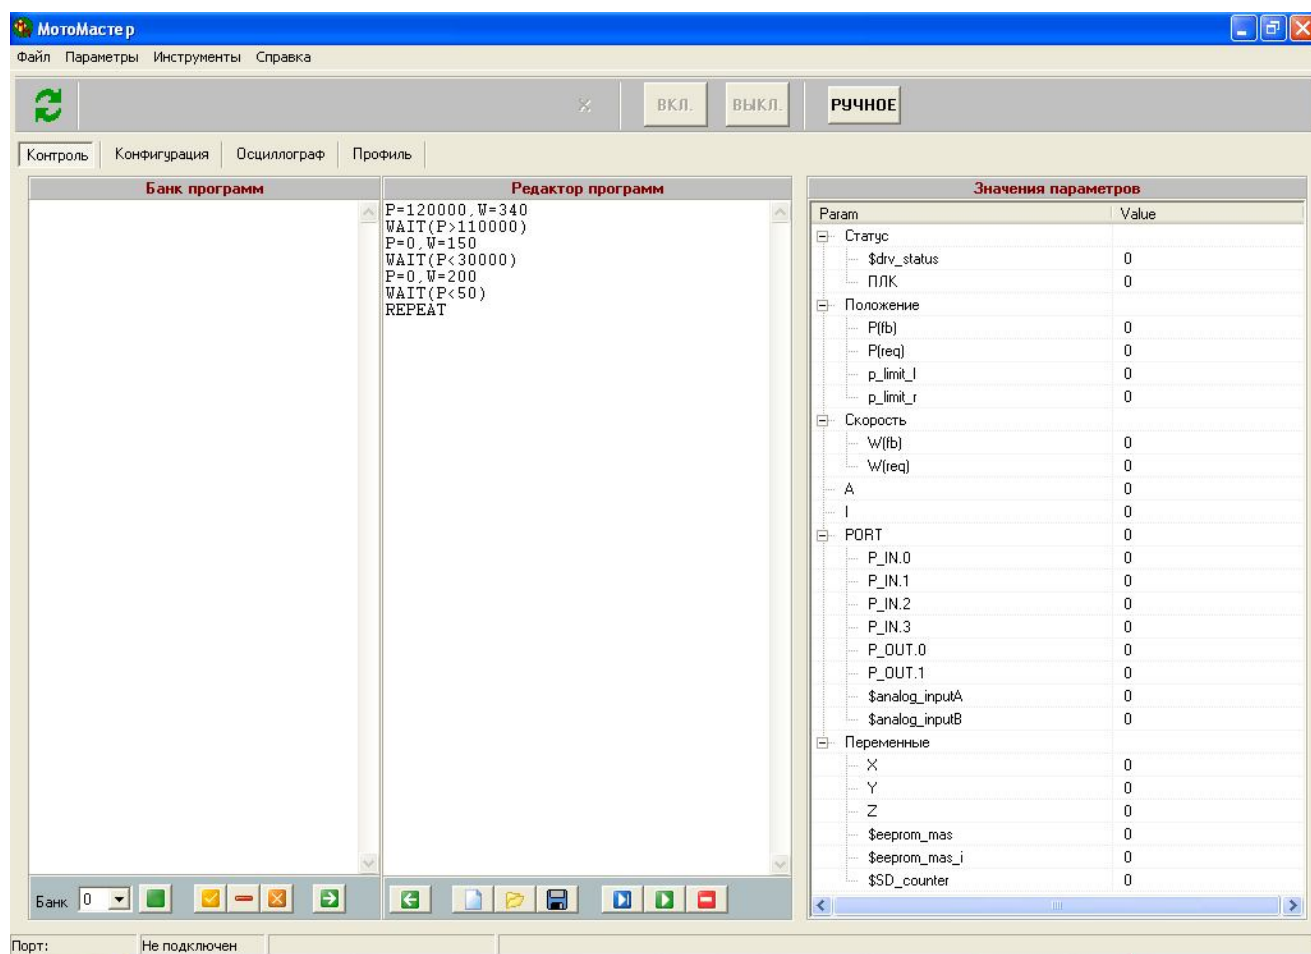 МотоМастер
Файл Параметры Инструменты Справка
ВКЛ. ВЫКЛ. РУЧНОЕ
Контроль Конфигурация Осциллограф Профиль
Банк программ
Редактор программ
P=120000,W=340
WAIT(P>110000)
P=0,W=150
WAIT(P<30000)
P=0,W=200
WAIT(P<50)
REPEAT
Значения параметров
Param Value
Статус
$drv_status 0
ПЛК 0
Положение
P(fb) 0
P(req) 0
p_limit_l 0
p_limit_r 0
Скорость
W(fb) 0
W(req) 0
A 0
I 0
PORT 0
P_IN.0 0
P_IN.1 0
P_IN.2 0
P_IN.3 0
P_OUT.0 0
P_OUT.1 0
$analog_inputA 0
$analog_inputB 0
Переменные
X 0
Y 0
Z 0
$eeprom_mas 0
$eeprom_mas_i 0
$SD_counter 0
Банк 0
Порт: Не подключен